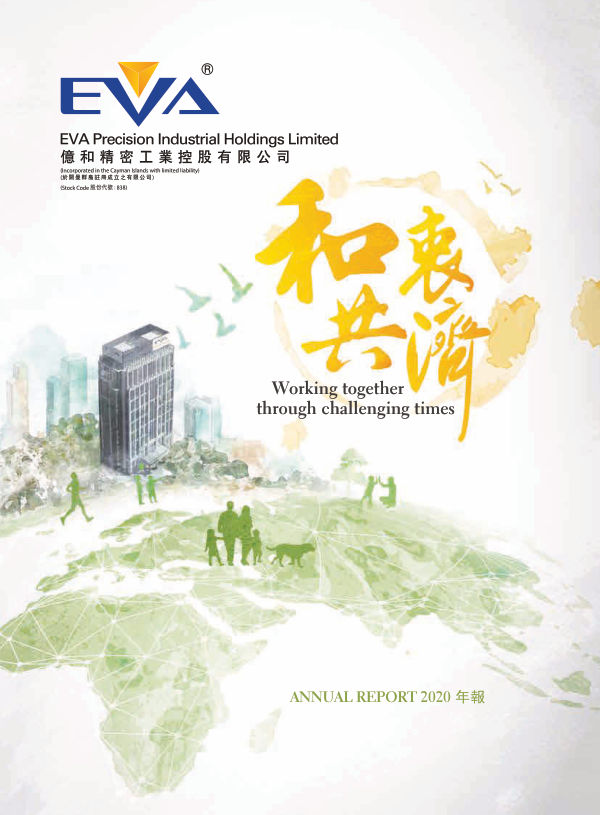 EVA ®
EVA Precision Industrial Holdings Limited
億和精密工業控股有限公司
(Incorporated in the Cayman Islands with limited liability)
(於開曼群島註冊成立之有限公司)
(Stock Code 股份代號 : 838)
和衷
共濟
Working together
through challenging times
ANNUAL REPORT 2020 年報